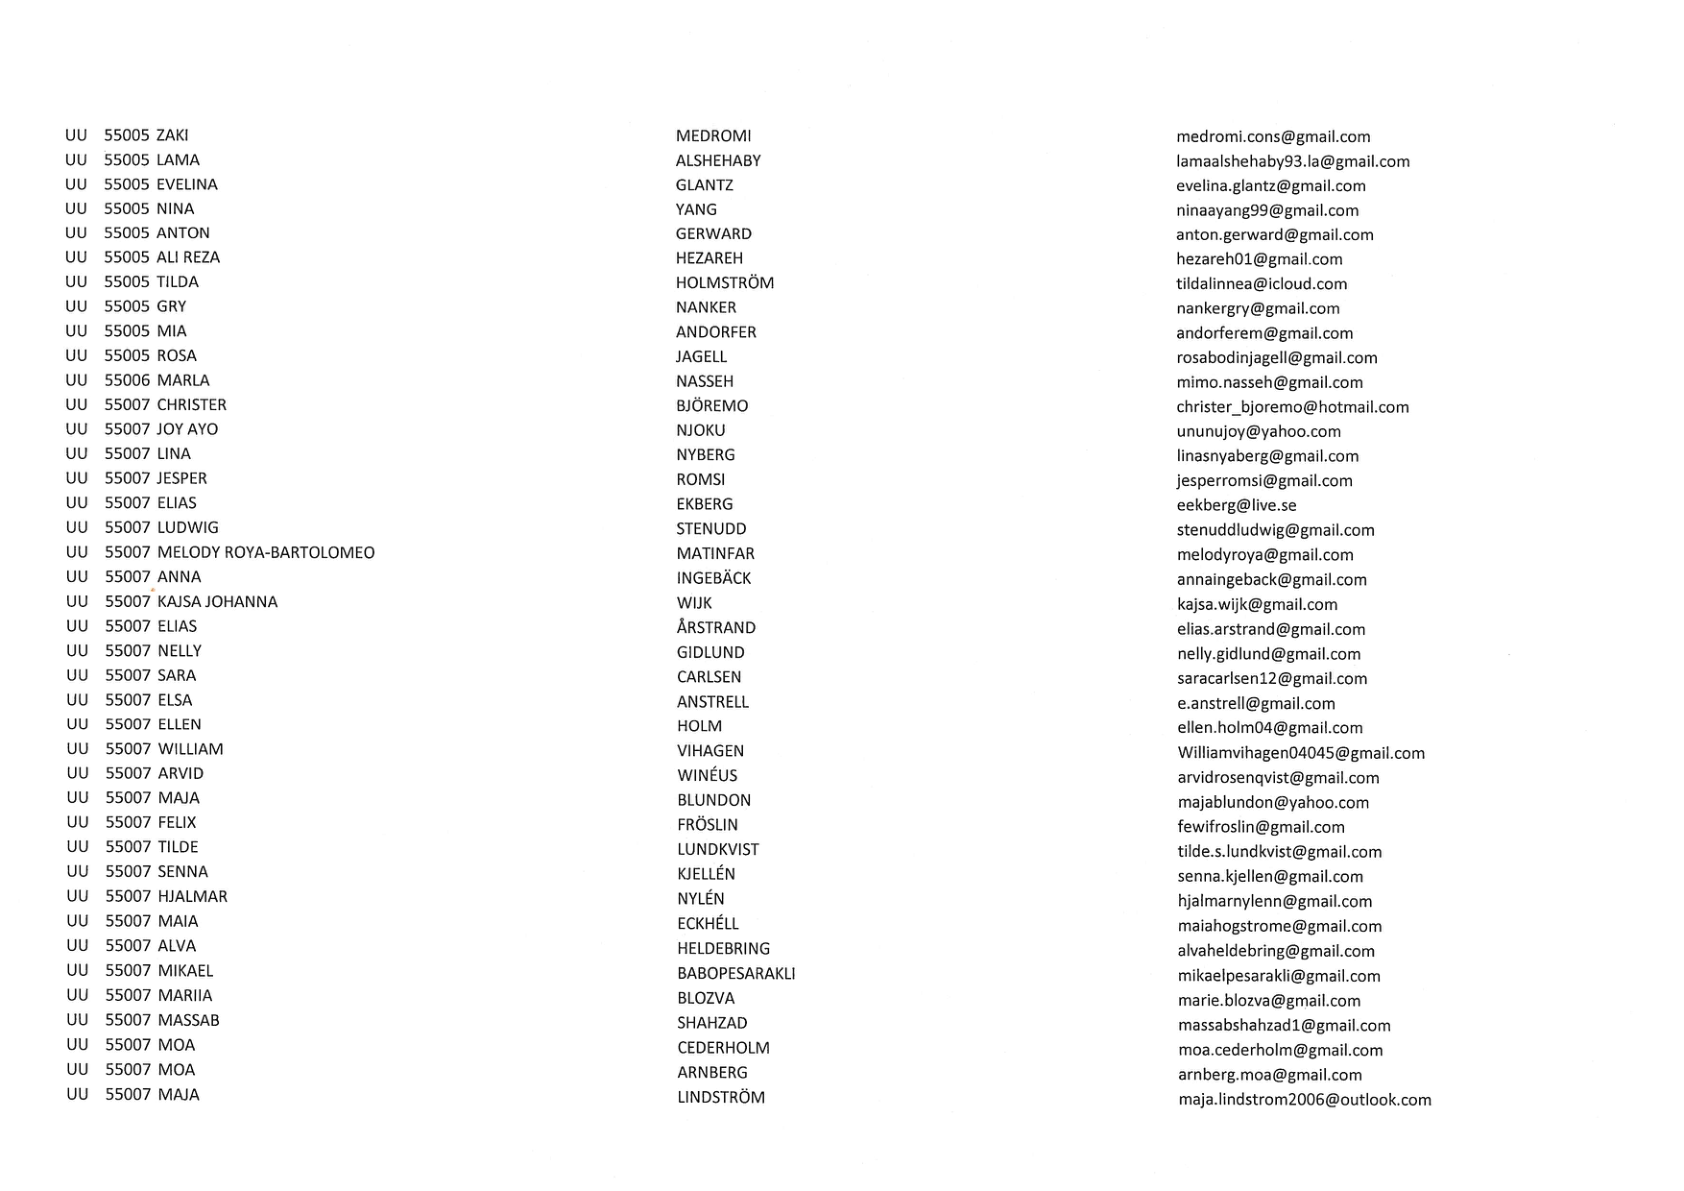 UU 55005 ZAKI MEDROMI medromi.cons@gmail.com
UU 55005 LAMA ALSHEHABY lamaalshehaby93.la@gmail.com
UU 55005 EVELINA GLANTZ evelina.glantz@gmail.com
UU 55005 NINA YANG ninaayang99@gmail.com
UU 55005 ANTON GERWARD anton.gerward@gmail.com
UU 55005 ALI REZA HEZAREH hezareh01@gmail.com
UU 55005 TILDA HOLMSTRÖM tildalinnea@icloud.com
UU 55005 GRY NANKER nankergry@gmail.com
UU 55005 MIA ANDORFER andorferem@gmail.com
UU 55005 ROSA JAGELL rosabodinjagell@gmail.com
UU 55006 MARLA NASSEH mimo.nasseh@gmail.com
UU 55007 CHRISTER BJÖREMO christer_bjoremo@hotmail.com
UU 55007 JOY AYO NJOKU ununujoy@yahoo.com
UU 55007 LINA NYBERG linasnyaberg@gmail.com
UU 55007 JESPER ROMSI jesperromsi@gmail.com
UU 55007 ELIAS EKBERG eekberg@live.se
UU 55007 LUDWIG STENUDD stenuddludwig@gmail.com
UU 55007 MELODY ROYA-BARTOLOMEO MATINFAR melodyroya@gmail.com
UU 55007 ANNA INGEBÄCK annaingeback@gmail.com
UU 55007 KAJSA JOHANNA WIJK kajsa.wijk@gmail.com
UU 55007 ELIAS ÅRSTRAND elias.arstrand@gmail.com
UU 55007 NELLY GIDLUND nelly.gidlund@gmail.com
UU 55007 SARA CARLSEN saracarlsen12@gmail.com
UU 55007 ELSA ANSTRELL e.anstrell@gmail.com
UU 55007 ELLEN HOLM ellen.holm04@gmail.com
UU 55007 WILLIAM VIHAGEN Williamvihagen04045@gmail.com
UU 55007 ARVID WINÉUS arvidrosenqvist@gmail.com
UU 55007 MAJA BLUNDON majablundon@yahoo.com
UU 55007 FELIX FRÖSLIN fewifroslin@gmail.com
UU 55007 TILDE LUNDKVIST tilde.s.lundkvist@gmail.com
UU 55007 SENNA KJELLÉN senna.kjellen@gmail.com
UU 55007 HJALMAR NYLÉN hjalmarnylenn@gmail.com
UU 55007 MAIA ECKHÉLL maiahogstrome@gmail.com
UU 55007 ALVA HELDEBRING alvaheldebring@gmail.com
UU 55007 MIKAEL BABOPESARAKLI mikaelpesarakli@gmail.com
UU 55007 MARIIA BLOZVA marie.blozva@gmail.com
UU 55007 MASSAB SHAHZAD massabshahzad1@gmail.com
UU 55007 MOA CEDERHOLM moa.cederholm@gmail.com
UU 55007 MOA ARNBERG arnberg.moa@gmail.com
UU 55007 MAJA LINDSTRÖM maja.lindstrom2006@outlook.com